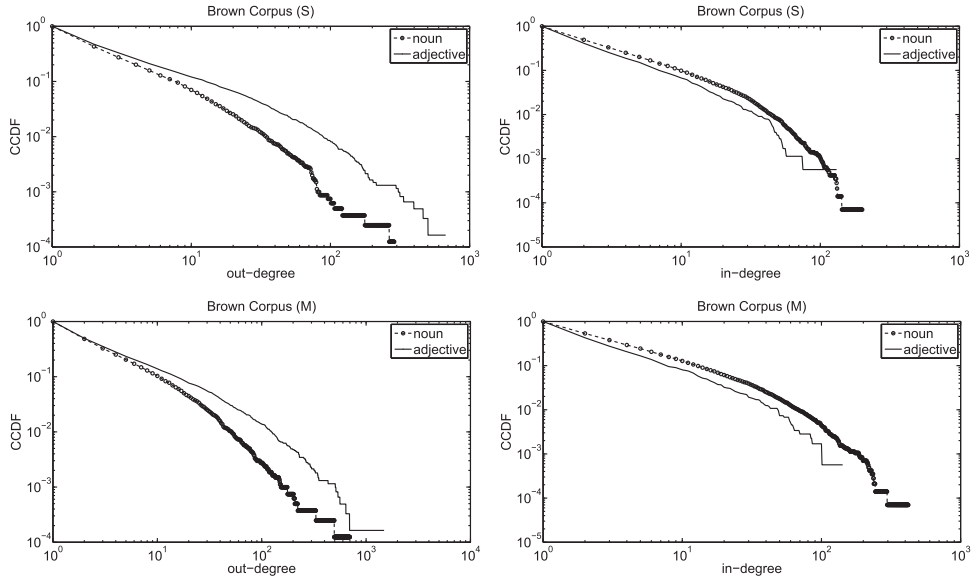 Brown Corpus (S)
10^0
10^-1
10^-2
10^-3
10^-4
CCDF
noun
adjective
10^0
10^1
10^2
10^3
out-degree
Brown Corpus (S)
10^0
10^-1
10^-2
10^-3
10^-4
10^-5
CCDF
noun
adjective
10^0
10^1
10^2
10^3
in-degree
Brown Corpus (M)
10^0
10^-1
10^-2
10^-3
10^-4
CCDF
noun
adjective
10^0
10^1
10^2
10^3
10^4
out-degree
Brown Corpus (M)
10^0
10^-1
10^-2
10^-3
10^-4
10^-5
CCDF
noun
adjective
10^0
10^1
10^2
10^3
in-degree